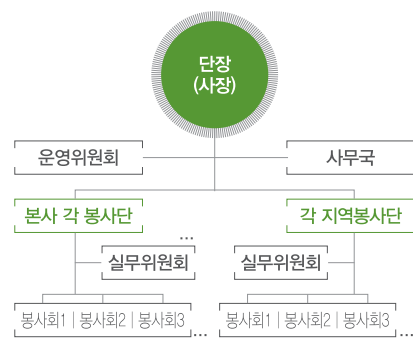 단장
(사장)
운영위원회
사무국
본사 각 봉사단
각 지역봉사단
...
실무위원회
실무위원회
봉사회1 | 봉사회2 | 봉사회3 ...
봉사회1 | 봉사회2 | 봉사회3 ...